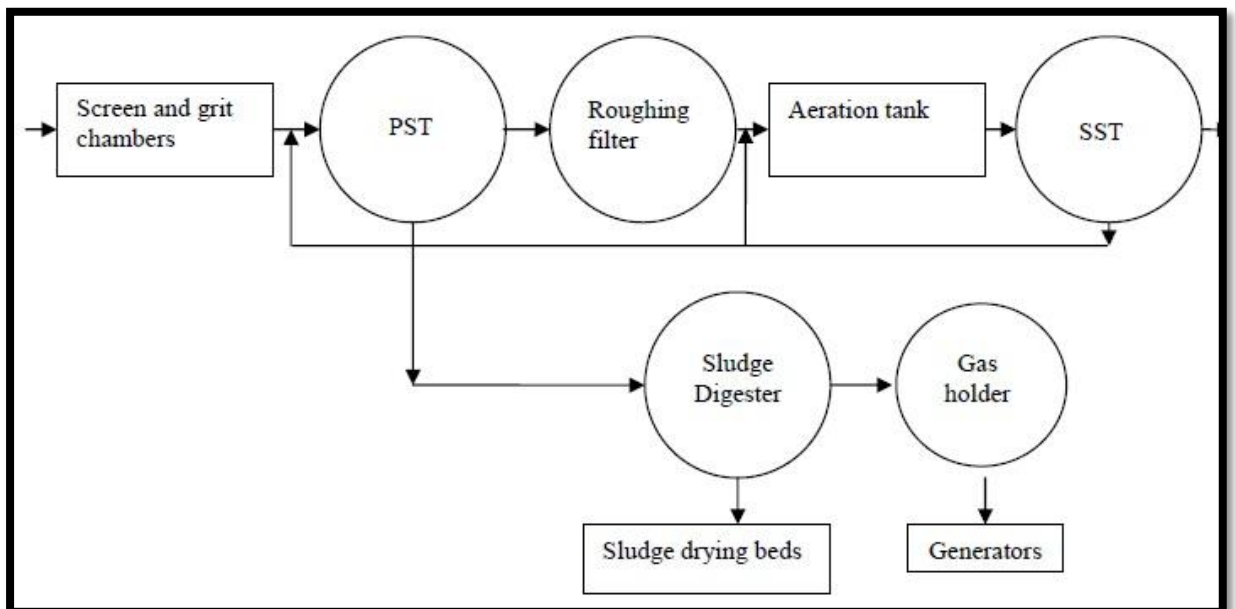 Screen and grit
chambers
PST
Roughing
filter
Aeration tank
SST
Sludge
Digester
Gas
holder
Sludge drying beds
Generators